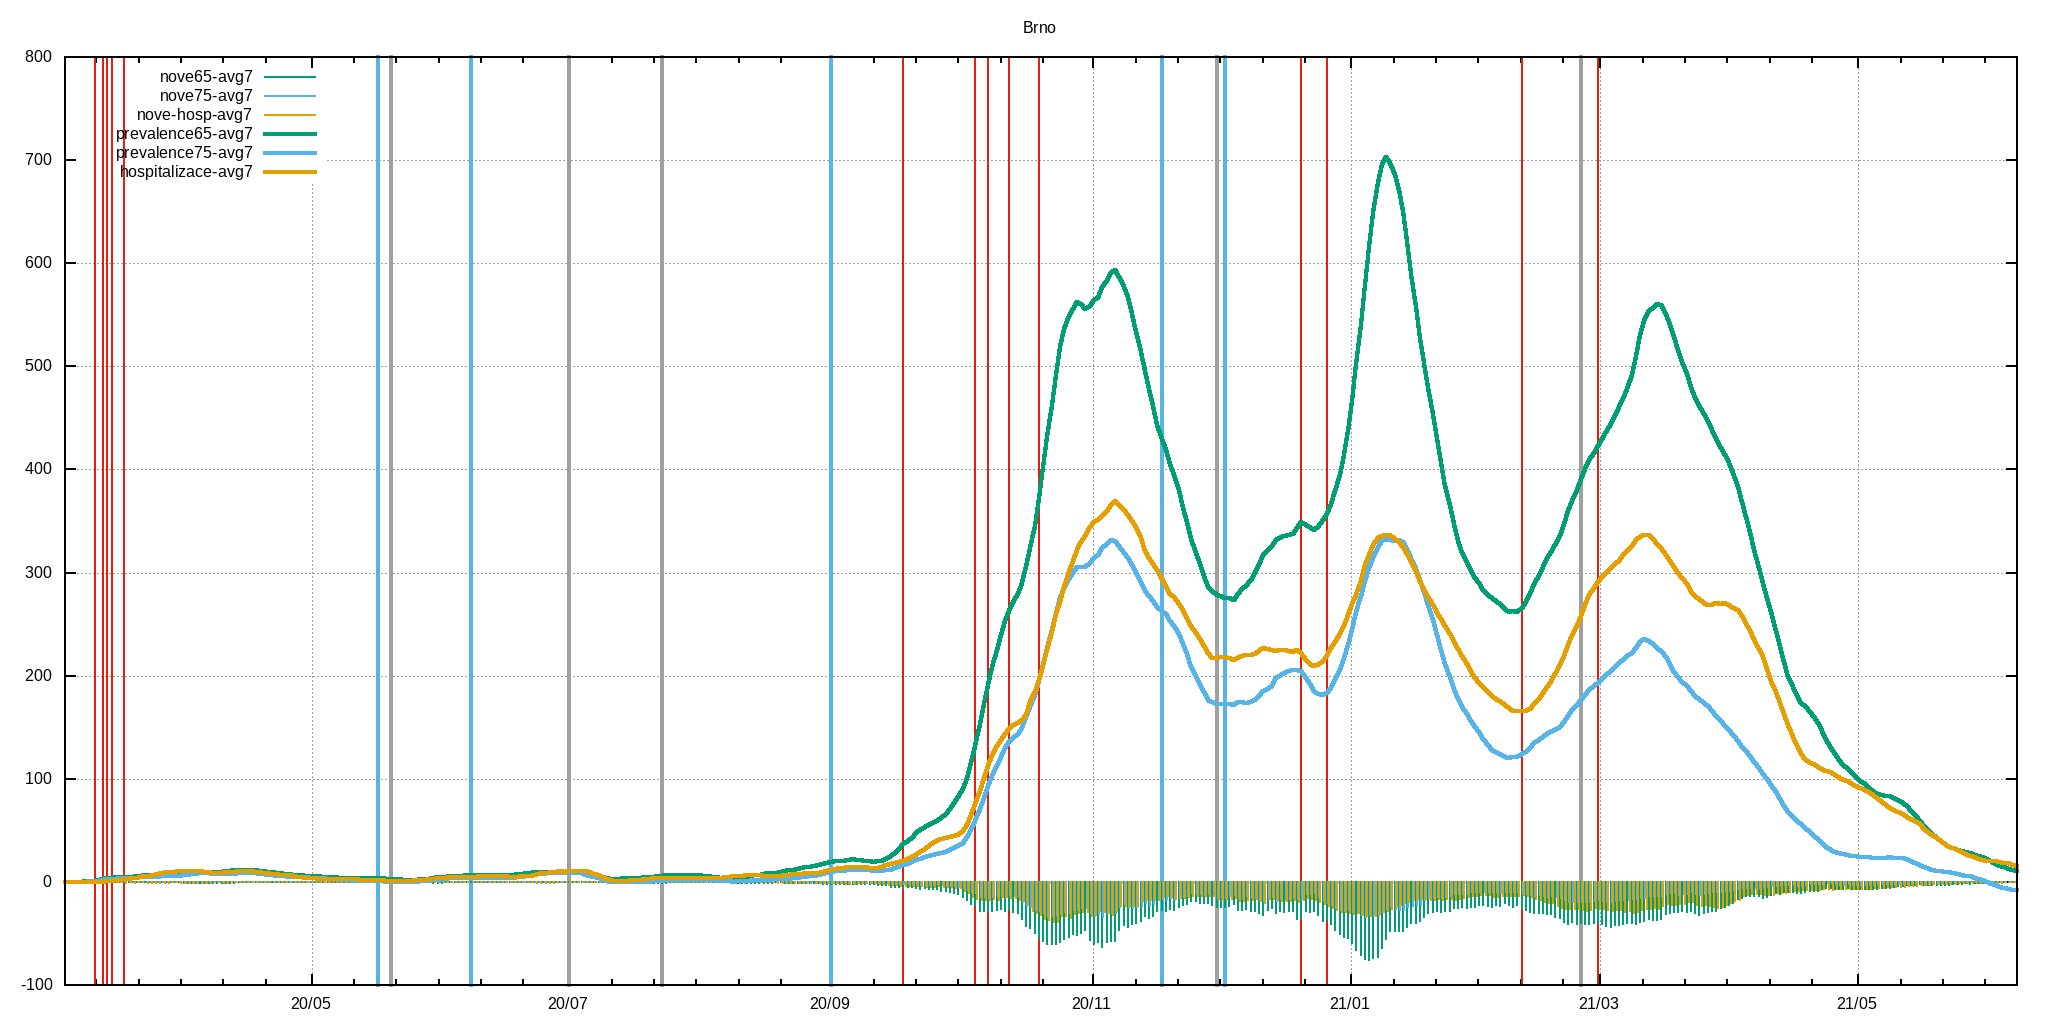 Brno
800
700
600
500
400
300
200
100
0
-100
nove65-avg7
nove75-avg7
nove-hosp-avg7
prevalence65-avg7
prevalence75-avg7
hospitalizace-avg7
20/05 20/07 20/09 20/11 21/01 21/03 21/05